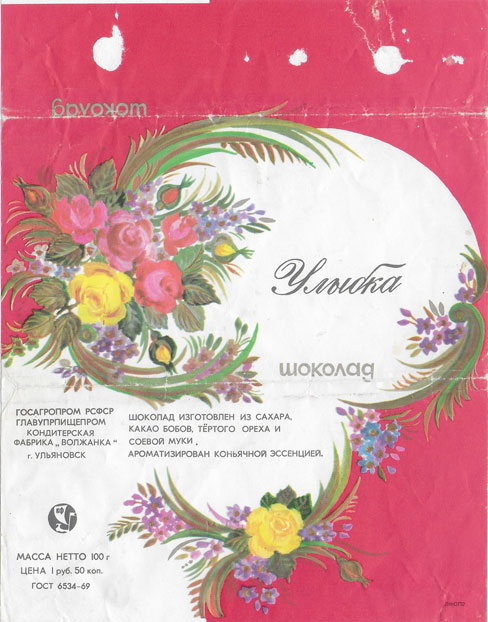 шоколад
Улыбка
шоколад
ГОСАГРОПРОМ РСФСР
ГЛАВУПРПИЩЕПРОМ
КОНДИТЕРСКАЯ
ФАБРИКА „ВОЛЖАНКА“
г. УЛЬЯНОВСК
ШОКОЛАД ИЗГОТОВЛЕН ИЗ САХАРА,
КАКАО БОБОВ, ТЁРТОГО ОРЕХА И
СОЕВОЙ МУКИ,
АРОМАТИЗИРОВАН КОНЬЯЧНОЙ ЭССЕНЦИЕЙ.
МАССА НЕТТО 100 г
ЦЕНА 1 руб. 50 коп.
ГОСТ 6534-69